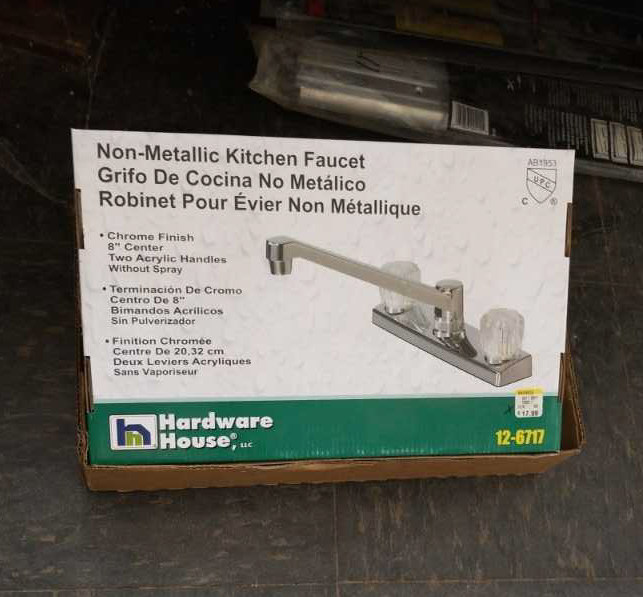 Non-Metallic Kitchen Faucet
Grifo De Cocina No Metálico
Robinet Pour Évier Non Métallique
AB1953
UPC
C ®
• Chrome Finish
8" Center
Two Acrylic Handles
Without Spray
• Terminación De Cromo
Centro De 8"
Bimandos Acrílicos
Sin Pulverizador
• Finition Chromée
Centre De 20,32 cm
Deux Leviers Acryliques
Sans Vaporiseur
Hardware
House®, LLC
12-6717
X1